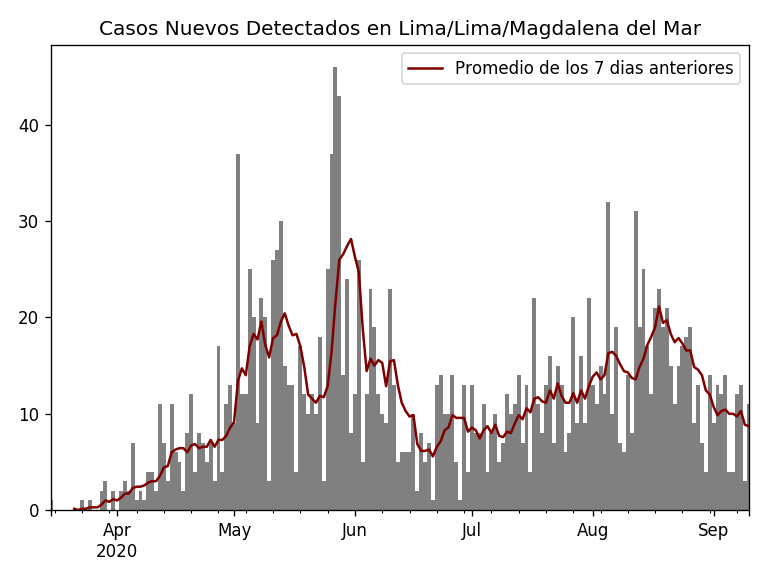 Casos Nuevos Detectados en Lima/Lima/Magdalena del Mar
Promedio de los 7 dias anteriores
40
30
20
10
0
Apr May Jun Jul Aug Sep
2020